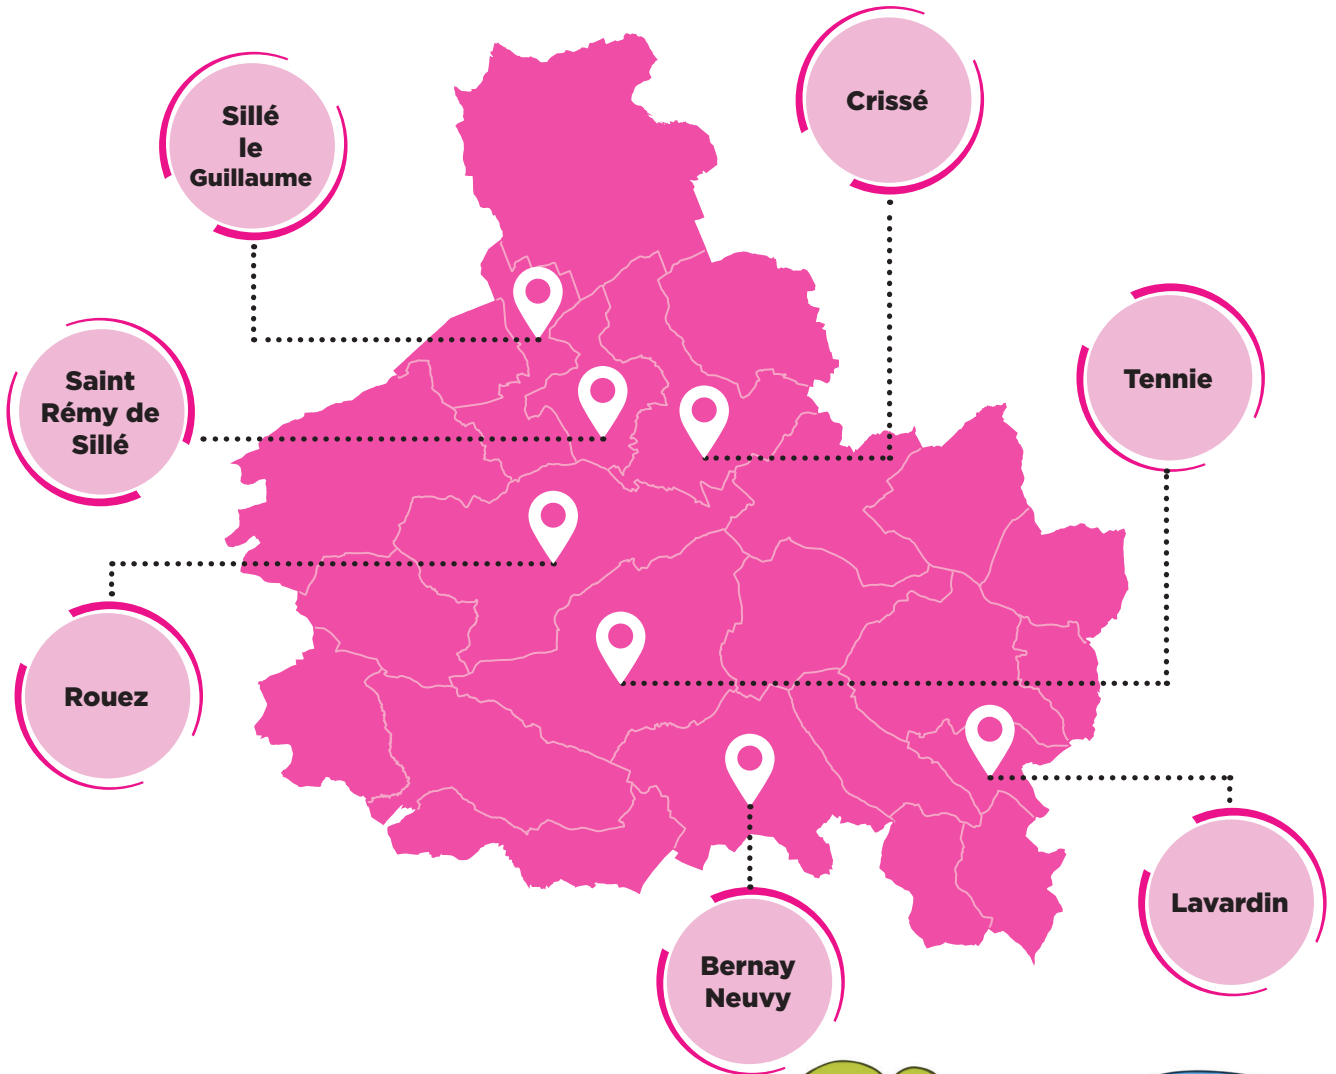 Crissé
Sillé
le
Guillaume
Saint
Rémy de
Sillé
Tennie
Rouez
Lavardin
Bernay
Neuvy